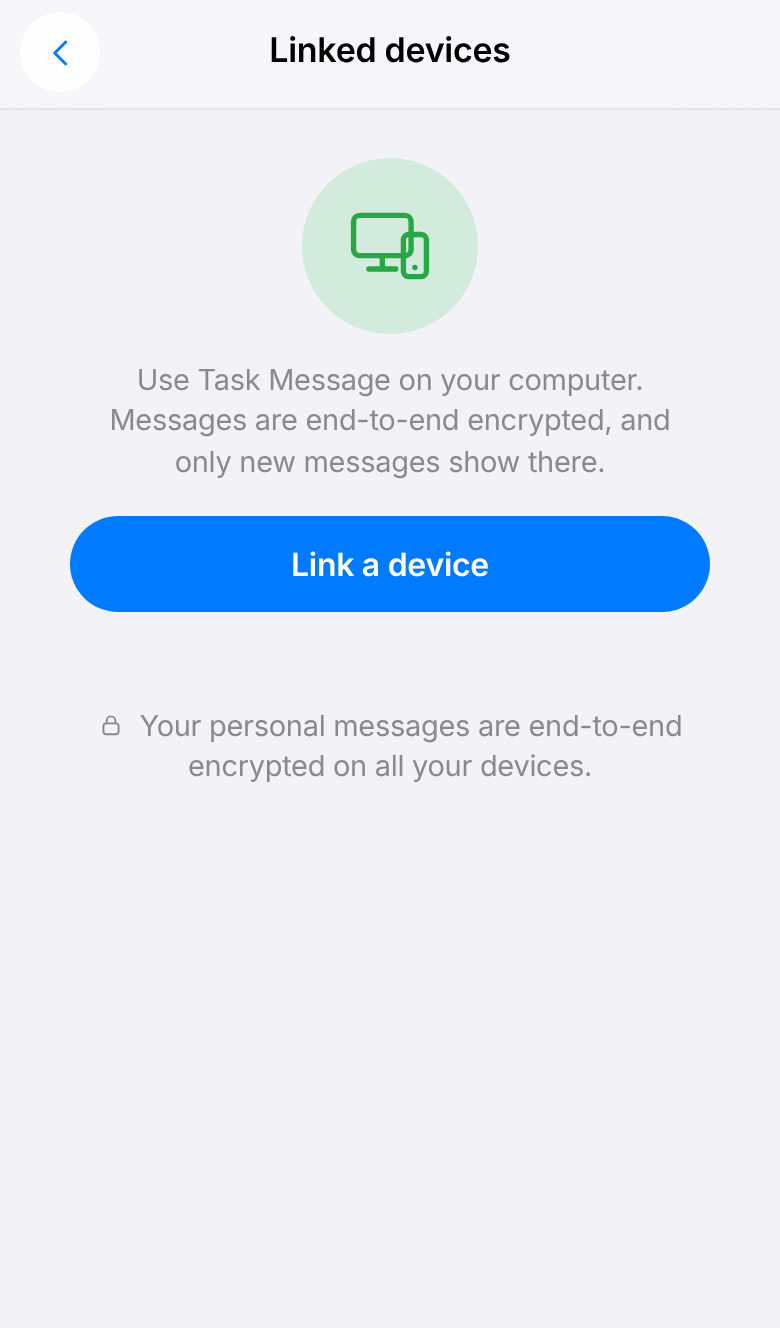 Linked devices
Use Task Message on your computer.
Messages are end-to-end encrypted, and
only new messages show there.
Link a device
Your personal messages are end-to-end
encrypted on all your devices.